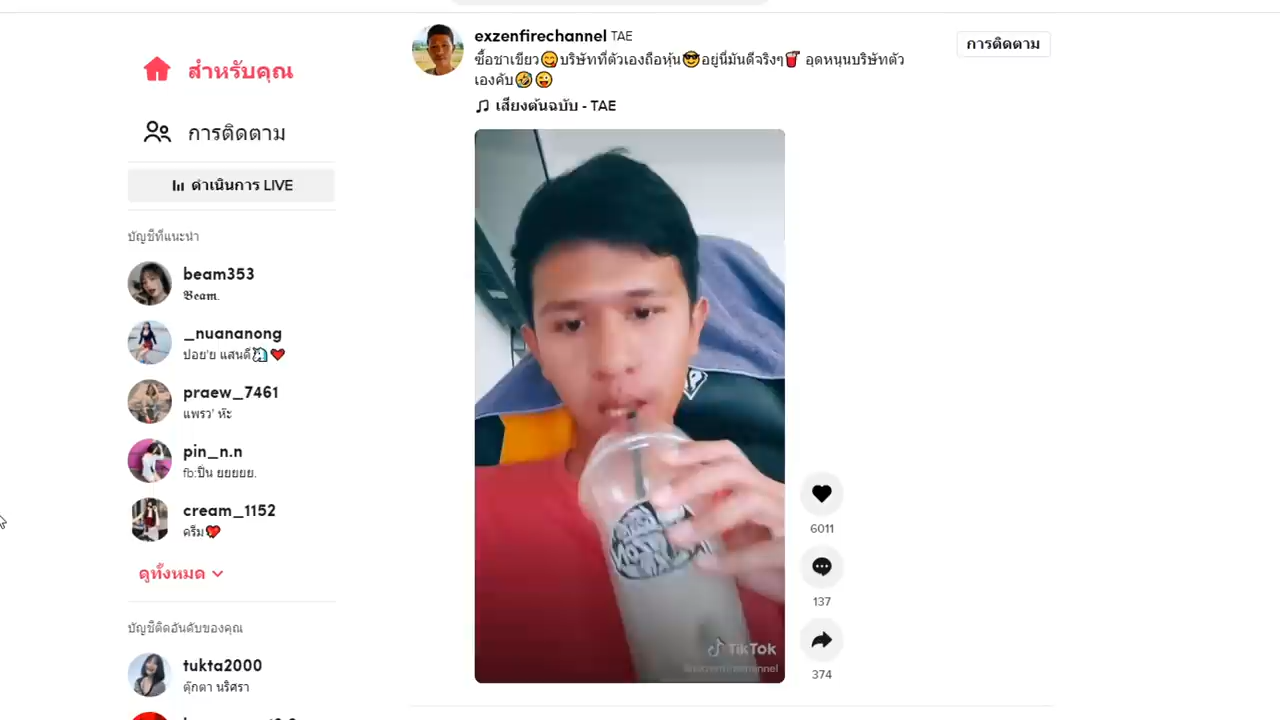 exzenfirechannel TAE
ซื้อชาเขียว😋บริษัทที่ตัวเองถือหุ้น😎อยู่นี่มันดีจริงๆ🥤 อุดหนุนบริษัทตัว
เองคับ🤣😜
เสียงต้นฉบับ - TAE
การติดตาม
สำหรับคุณ
การติดตาม
ดำเนินการ LIVE
บัญชีที่แนะนำ
beam353
𝕭𝖊𝖆𝖒.
_nuananong
ปอย'ย แสนดี🦄❤️
praew_7461
แพรว' ห๊ะ
pin_n.n
fb:ปิ่น ยยยยย.
cream_1152
ครีม💖
ดูทั้งหมด
บัญชีติดอันดับของคุณ
tukta2000
ตุ๊กตา นริศรา
6011
137
374
TikTok